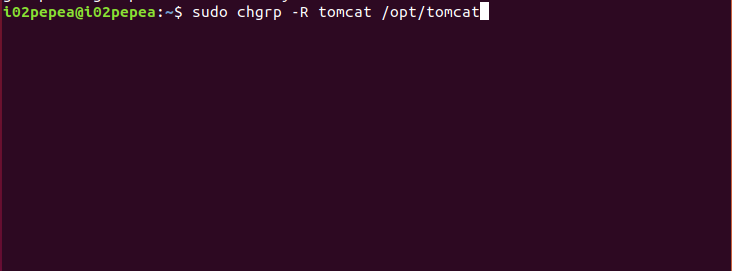 i02pepea@i02pepea:~$ sudo chgrp -R tomcat /opt/tomcat